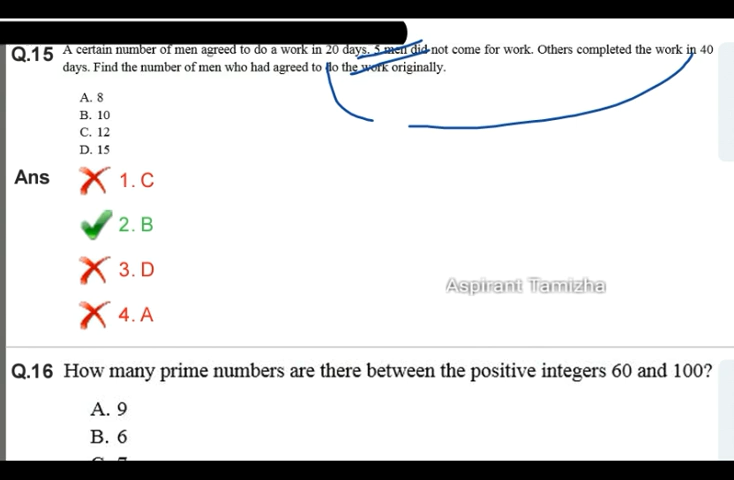 Q.15 A certain number of men agreed to do a work in 20 days. 5 men did not come for work. Others completed the work in 40
days. Find the number of men who had agreed to do the work originally.
A. 8
B. 10
C. 12
D. 15
Ans 1. C
2. B
3. D
4. A
Aspirant Tamizha
Q.16 How many prime numbers are there between the positive integers 60 and 100?
A. 9
B. 6